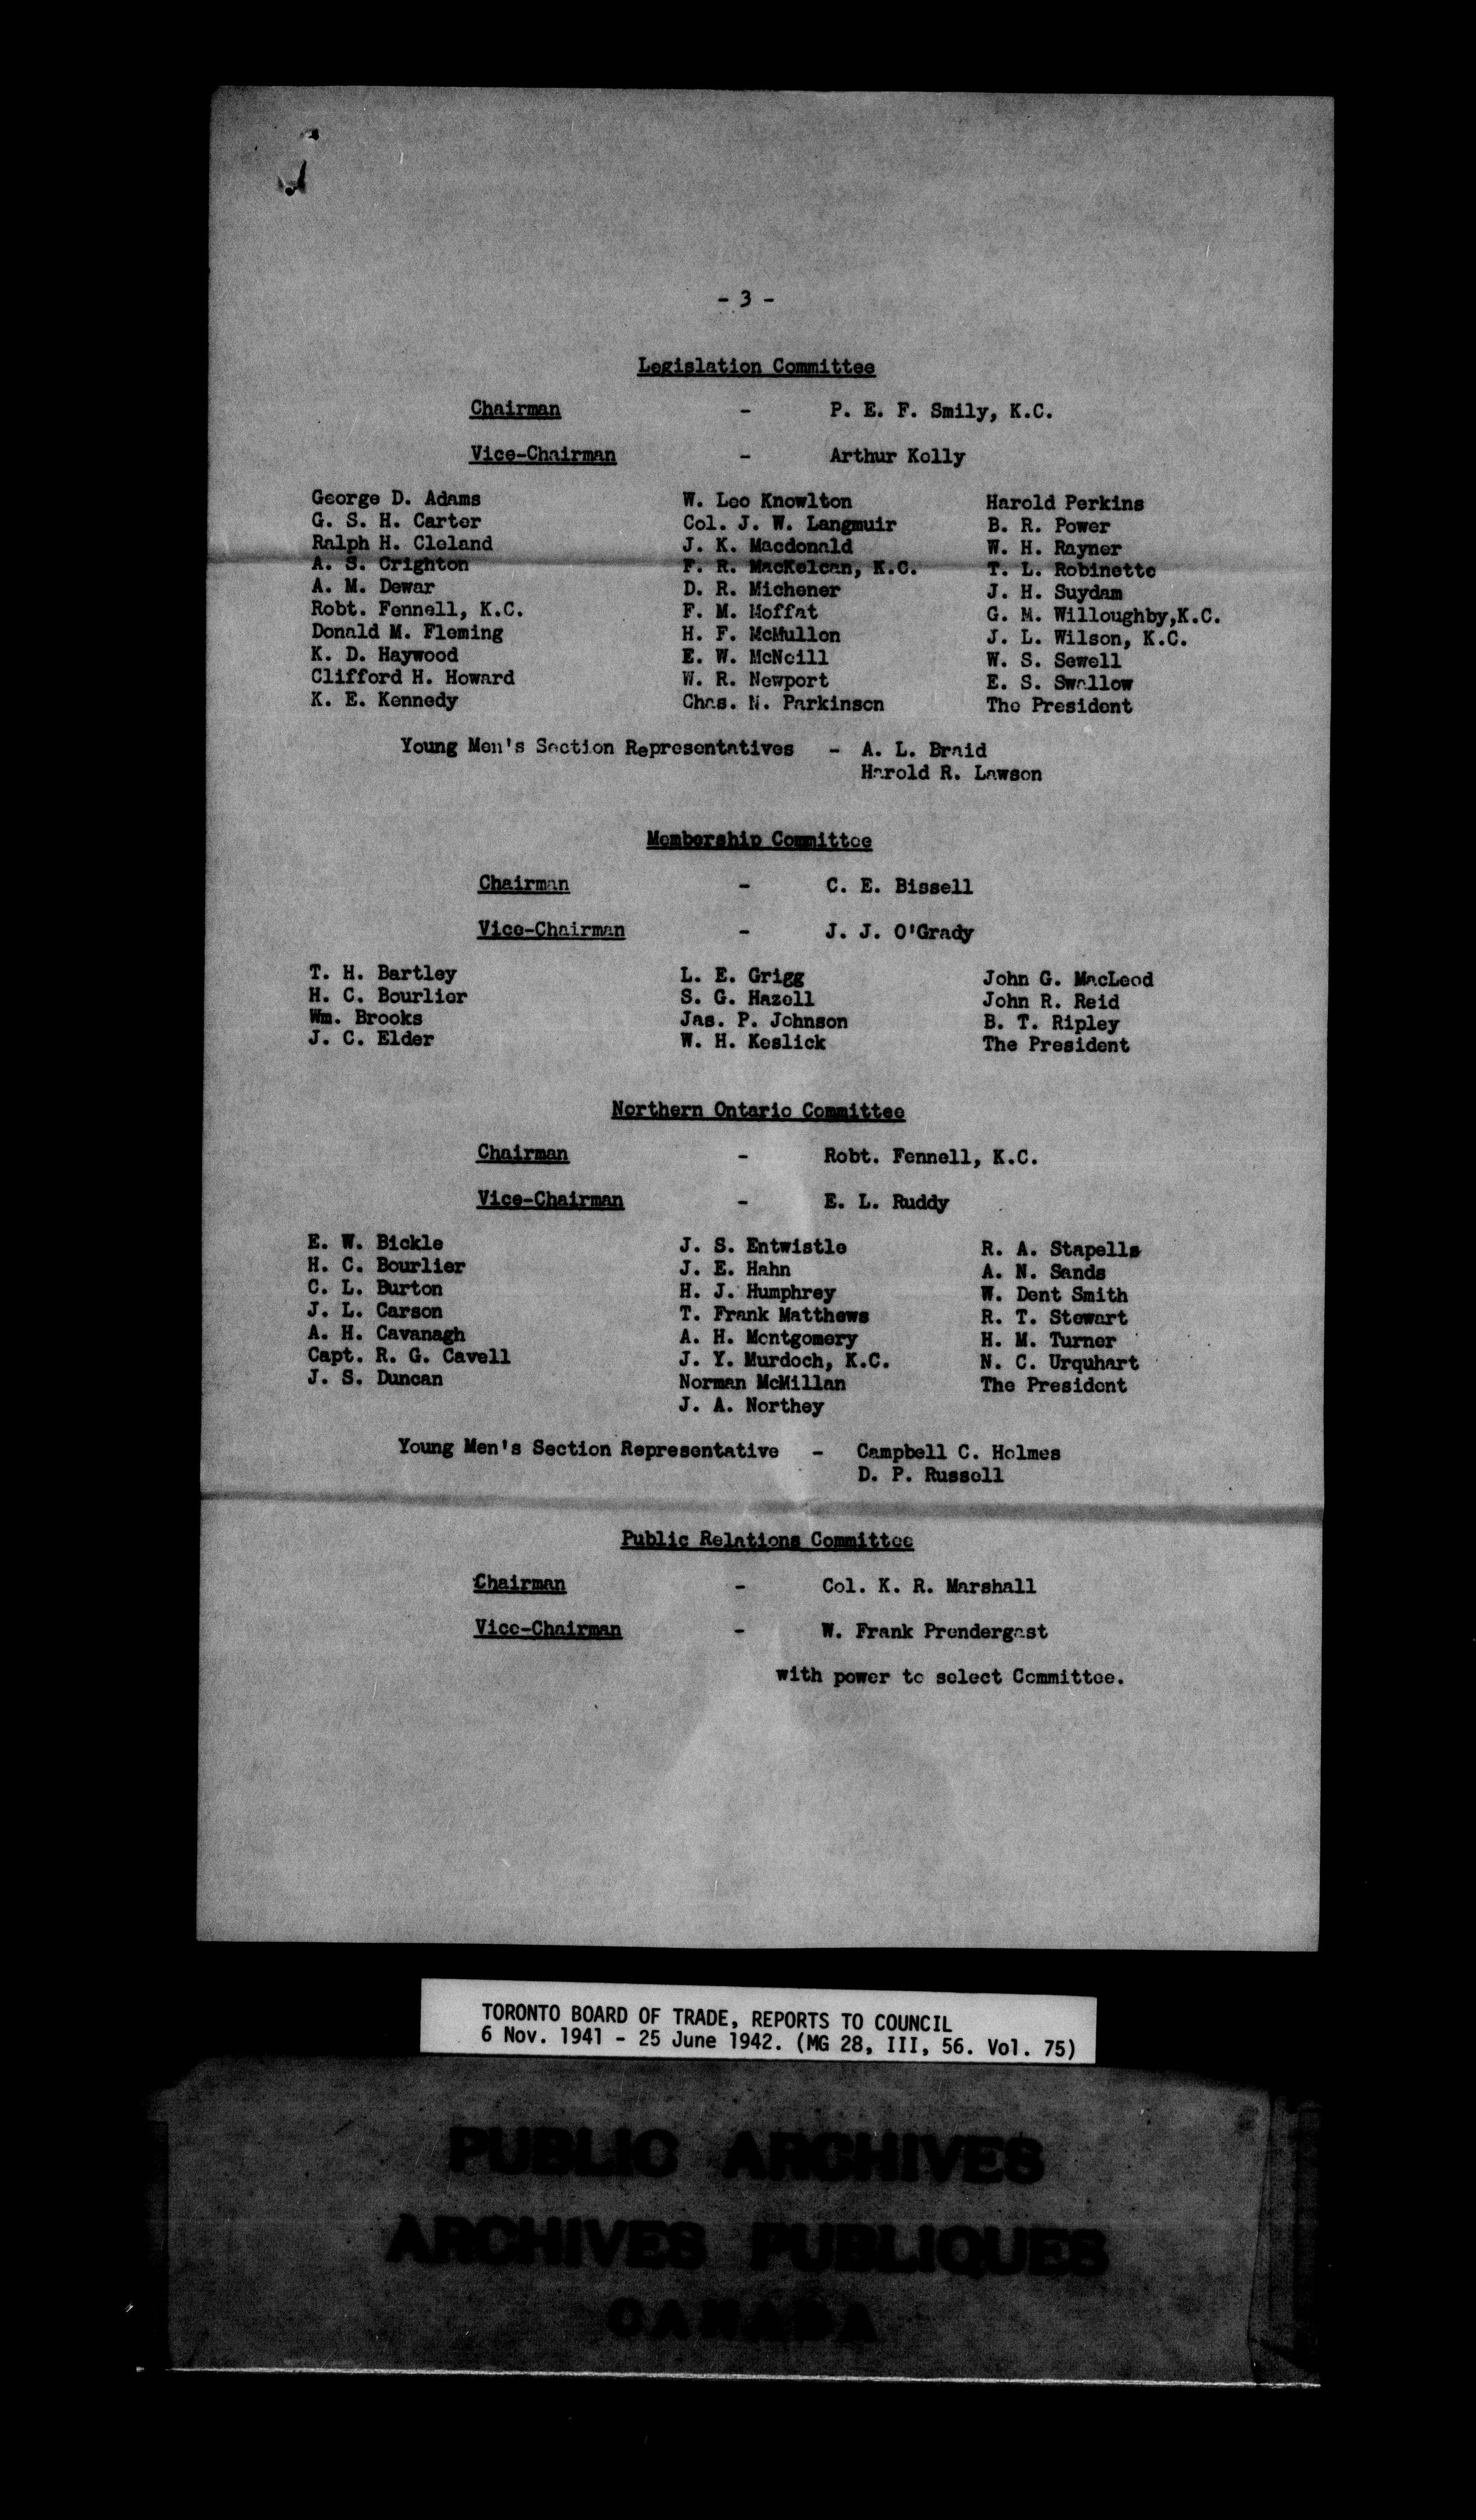 - 3 -
Legislation Committee
Chairman - P. E. F. Smily, K.C.
Vice-Chairman - Arthur Kelly
George D. Adams W. Leo Knowlton Harold Perkins
G. S. H. Carter Col. J. W. Langmuir B. R. Power
Ralph H. Cleland J. K. Macdonald W. H. Rayner
A. S. Crighton F. R. MacKelcan, K.C. T. L. Robinette
A. M. Dewar D. R. Michener J. H. Suydam
Robt. Fennell, K.C. F. M. Moffat G. M. Willoughby,K.C.
Donald M. Fleming H. F. McMullen J. L. Wilson, K.C.
K. D. Haywood E. W. McNeill W. S. Sewell
Clifford H. Howard W. R. Newport E. S. Swallow
K. E. Kennedy Chas. N. Parkinson The President
Young Men's Section Representatives - A. L. Braid
Harold R. Lawson
Membership Committee
Chairman - C. E. Bissell
Vice-Chairman - J. J. O'Grady
T. H. Bartley L. E. Grigg John G. MacLeod
H. C. Bourlier S. G. Hazell John R. Reid
Wm. Brooks Jas. P. Johnson B. T. Ripley
J. C. Elder W. H. Keslick The President
Northern Ontario Committee
Chairman - Robt. Fennell, K.C.
Vice-Chairman - E. L. Ruddy
E. W. Bickle J. S. Entwistle R. A. Stapells
H. C. Bourlier J. E. Hahn A. N. Sands
C. L. Burton H. J. Humphrey W. Dent Smith
J. L. Carson T. Frank Matthews R. T. Stewart
A. H. Cavanagh A. H. Montgomery H. M. Turner
Capt. R. G. Cavell J. Y. Murdoch, K.C. N. C. Urquhart
J. S. Duncan Norman McMillan The President
J. A. Northey
Young Men's Section Representative - Campbell C. Holmes
D. P. Russell
Public Relations Committee
Chairman - Col. K. R. Marshall
Vice-Chairman - W. Frank Prendergast
with power to select Committee.
TORONTO BOARD OF TRADE, REPORTS TO COUNCIL
6 Nov. 1941 - 25 June 1942. (MG 28, III, 56. Vol. 75)
PUBLIC ARCHIVES
ARCHIVES PUBLIQUES
CANADA